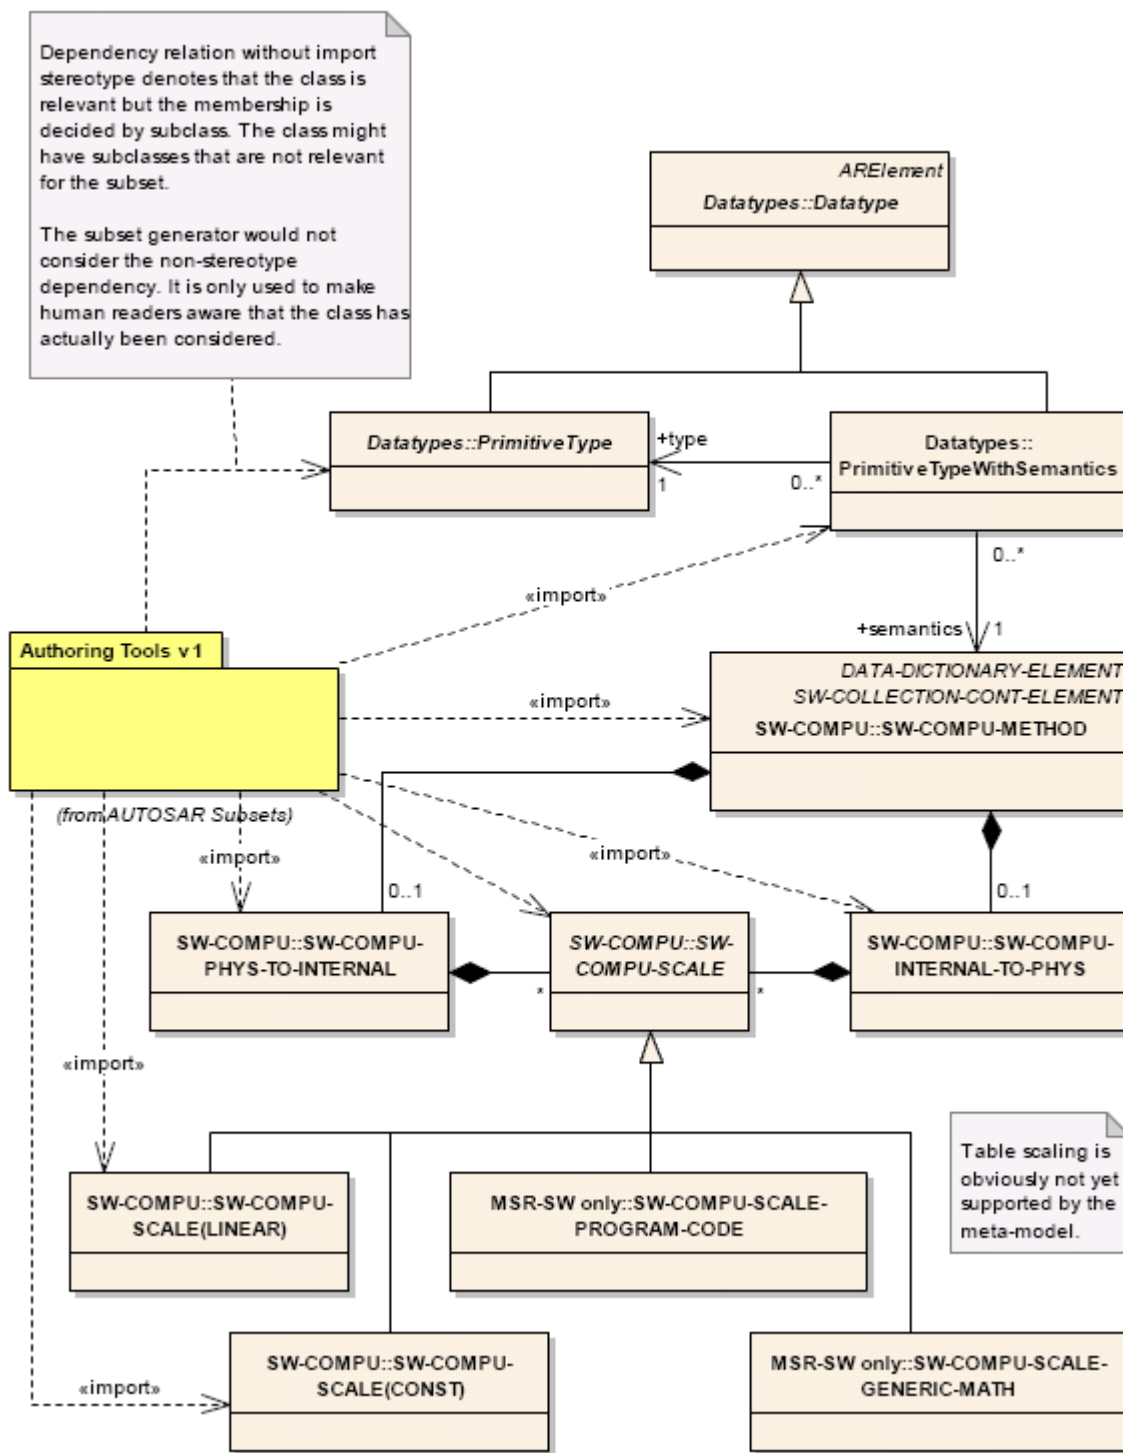 Dependency relation without import
stereotype denotes that the class is
relevant but the membership is
decided by subclass. The class might
have subclasses that are not relevant
for the subset.
The subset generator would not
consider the non-stereotype
dependency. It is only used to make
human readers aware that the class has
actually been considered.
ARElement
Datatypes::Datatype
Datatypes::PrimitiveType
+type
1
0..*
Datatypes::
PrimitiveTypeWithSemantics
0..*
«import»
+semantics
1
Authoring Tools v1
(from AUTOSAR Subsets)
«import»
DATA-DICTIONARY-ELEMENT
SW-COLLECTION-CONT-ELEMENT
SW-COMPU::SW-COMPU-METHOD
«import»
«import»
0..1
0..1
SW-COMPU::SW-COMPU-
PHYS-TO-INTERNAL
*
SW-COMPU::SW-
COMPU-SCALE
*
SW-COMPU::SW-COMPU-
INTERNAL-TO-PHYS
«import»
Table scaling is
obviously not yet
supported by the
meta-model.
SW-COMPU::SW-COMPU-
SCALE(LINEAR)
MSR-SW only::SW-COMPU-SCALE-
PROGRAM-CODE
«import»
SW-COMPU::SW-COMPU-
SCALE(CONST)
MSR-SW only::SW-COMPU-SCALE-
GENERIC-MATH